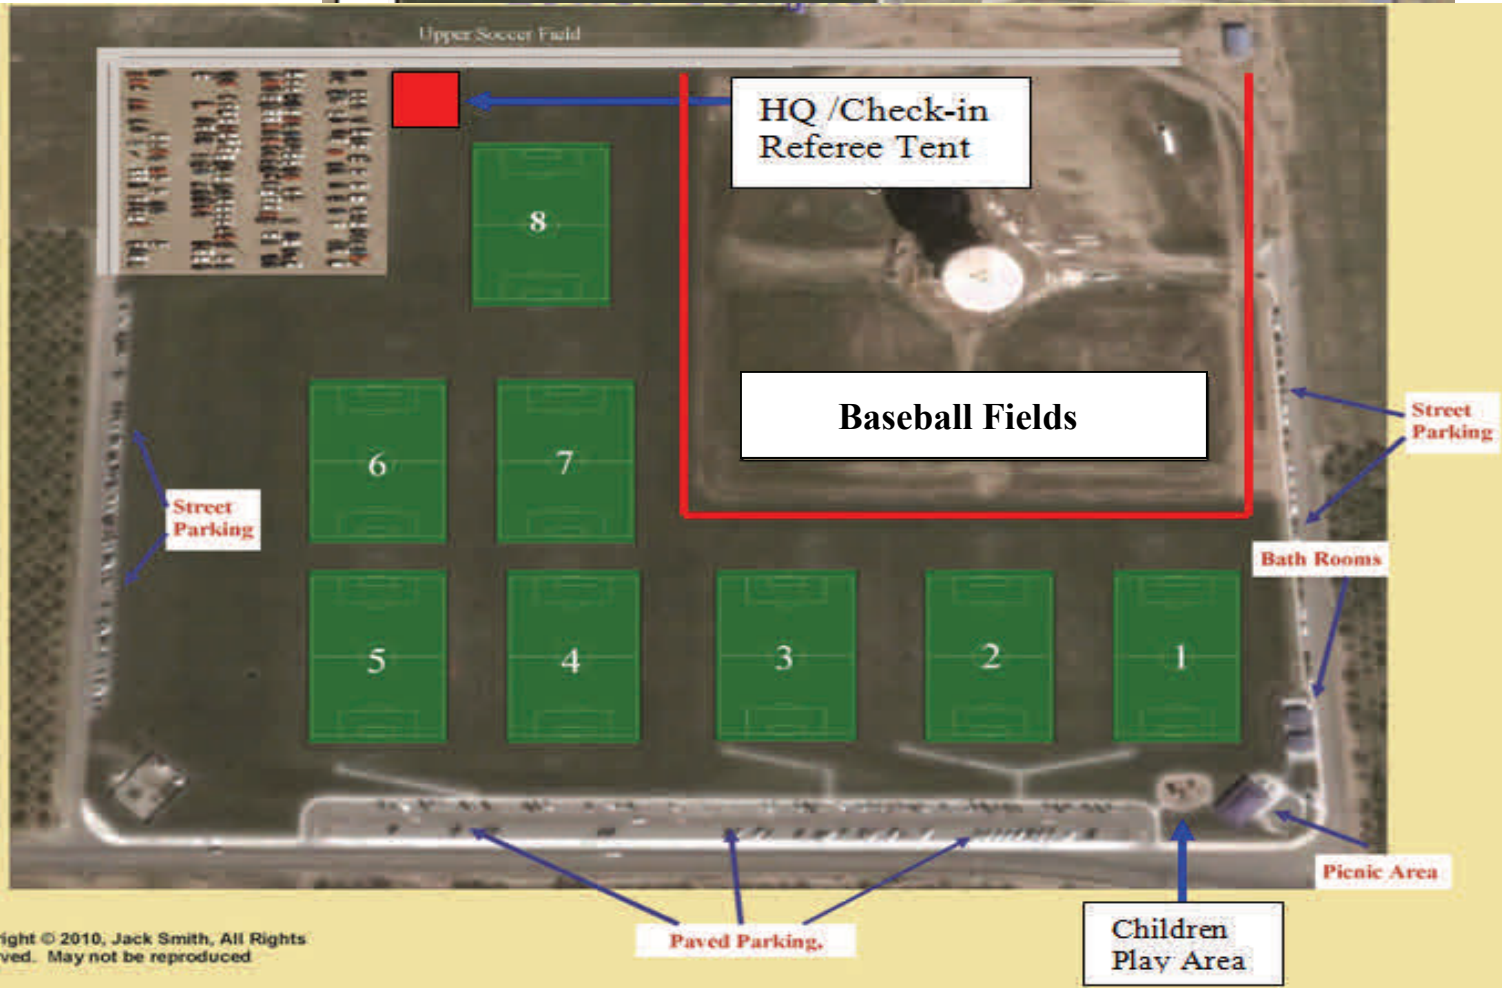 Upper Soccer Field
HQ /Check-in
Referee Tent
8
Baseball Fields
Street
Parking
6
7
Street
Parking
Bath Rooms
5
4
3
2
1
Picnic Area
Children
Play Area
Paved Parking,
ight © 2010, Jack Smith, All Rights
ved. May not be reproduced